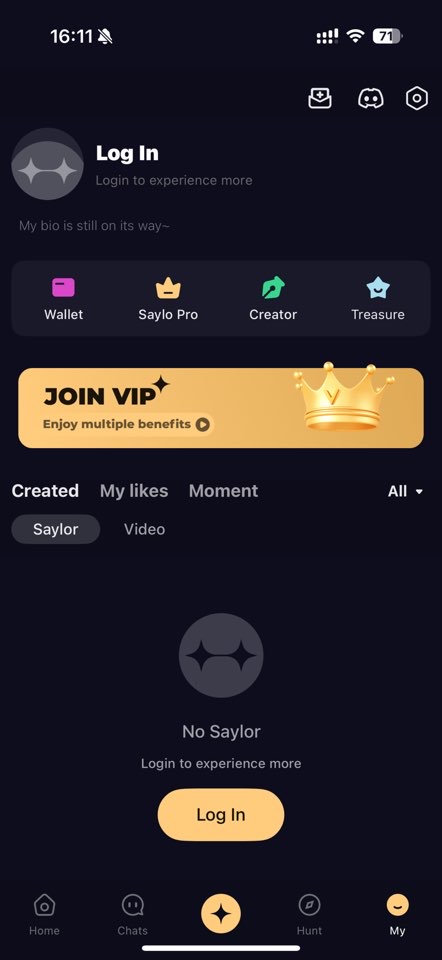 16:11
71
Log In
Login to experience more
My bio is still on its way~
Wallet
Saylo Pro
Creator
Treasure
JOIN VIP
Enjoy multiple benefits
V
Created My likes Moment All
Saylor Video
No Saylor
Login to experience more
Log In
Home
Chats
Hunt
My